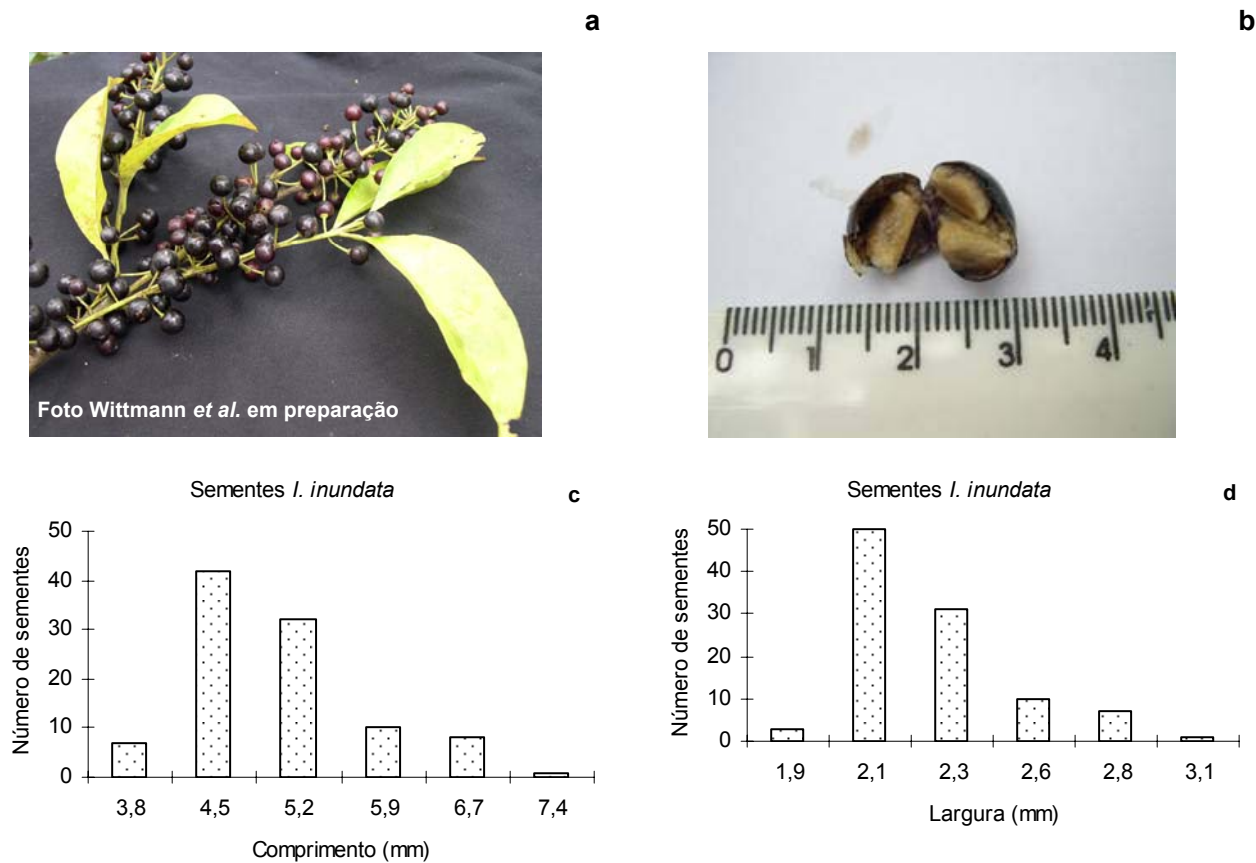 a
b
Foto Wittmann et al. em preparação
0 1 2 3 4
Sementes I. inundata
c
Número de sementes
50
40
30
20
10
0
3,8 4,5 5,2 5,9 6,7 7,4
Comprimento (mm)
Sementes I. inundata
d
Número de sementes
50
40
30
20
10
0
1,9 2,1 2,3 2,6 2,8 3,1
Largura (mm)